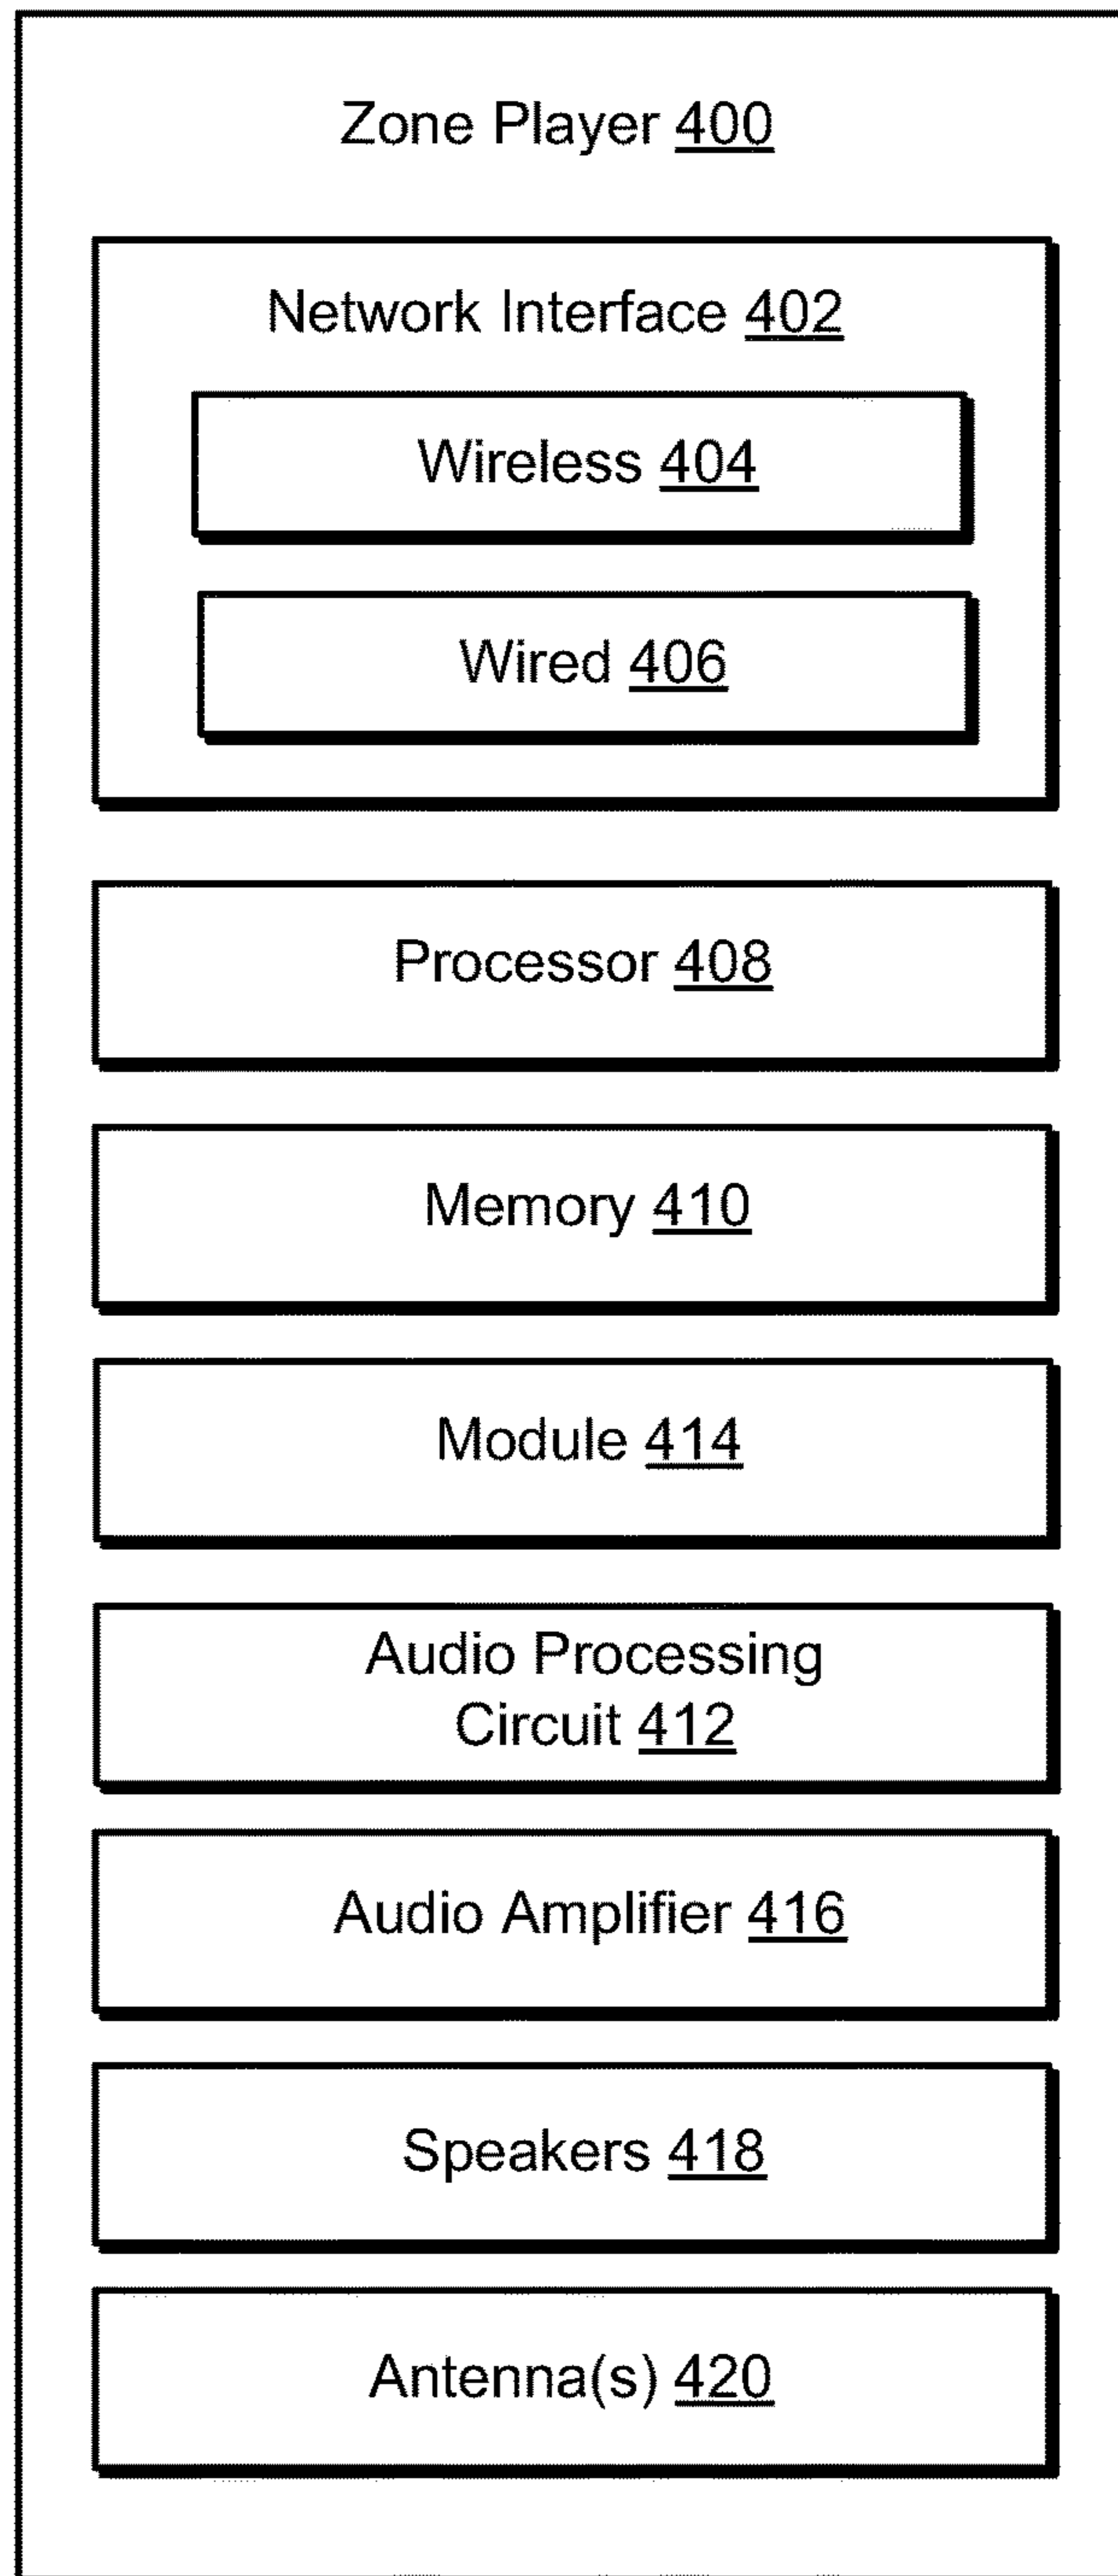 Zone Player 400
Network Interface 402
Wireless 404
Wired 406
Processor 408
Memory 410
Module 414
Audio Processing
Circuit 412
Audio Amplifier 416
Speakers 418
Antenna(s) 420